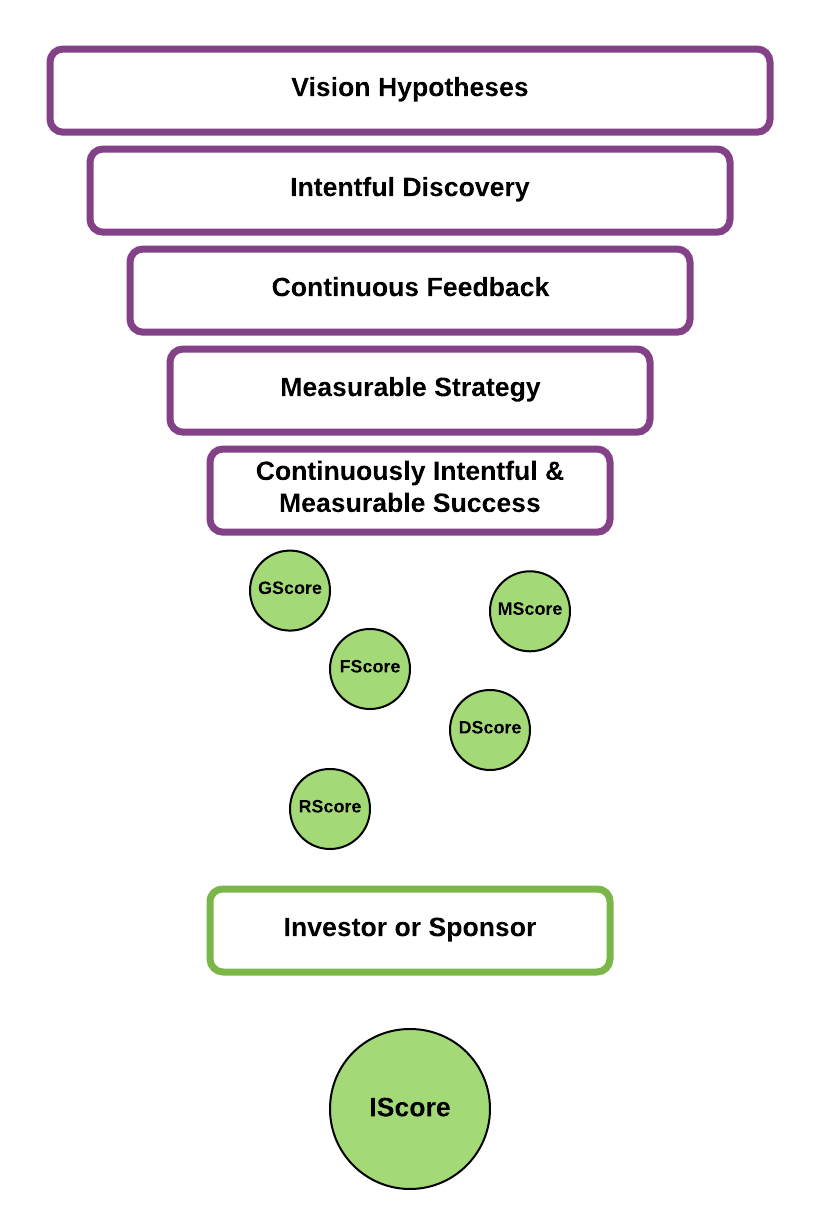 Vision Hypotheses
Intentful Discovery
Continuous Feedback
Measurable Strategy
Continuously Intentful &
Measurable Success
GScore
MScore
FScore
DScore
RScore
Investor or Sponsor
IScore